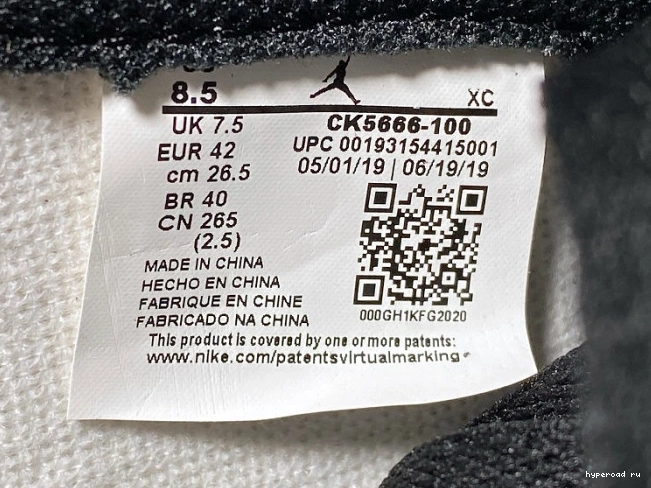 8.5
XC
UK 7.5
CK5666-100
EUR 42
UPC 00193154415001
cm 26.5
05/01/19 | 06/19/19
BR 40
CN 265
(2.5)
MADE IN CHINA
HECHO EN CHINA
FABRIQUE EN CHINE
FABRICADO NA CHINA
000GH1KFG2020
This product is covered by one or more patents:
www.nike.com/patentsvirtualmarking
hyperoad ru